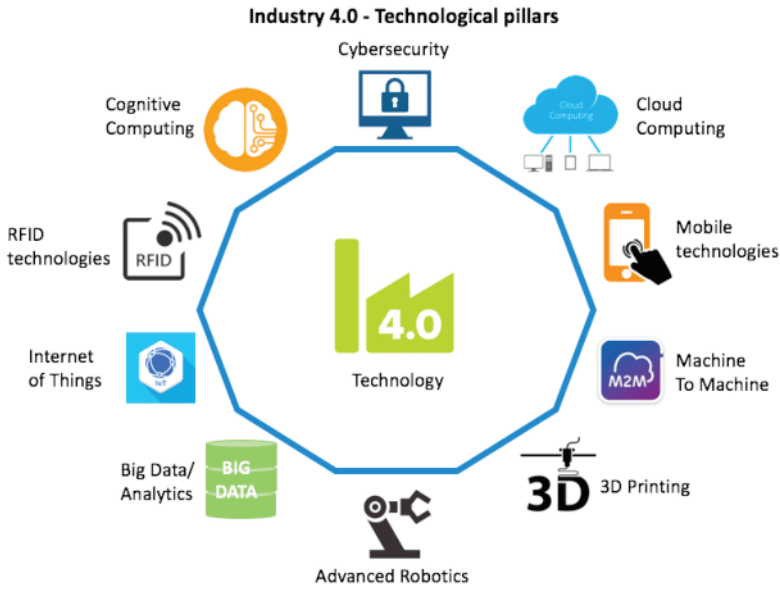 Industry 4.0 - Technological pillars
Cybersecurity
Cognitive
Computing
Cloud
Computing
Cloud
Computing
RFID
technologies
RFID
Mobile
technologies
4.0
Technology
Internet
of Things
IoT
M2M
Machine
To Machine
Big Data/
Analytics
BIG
DATA
3D
3D Printing
Advanced Robotics